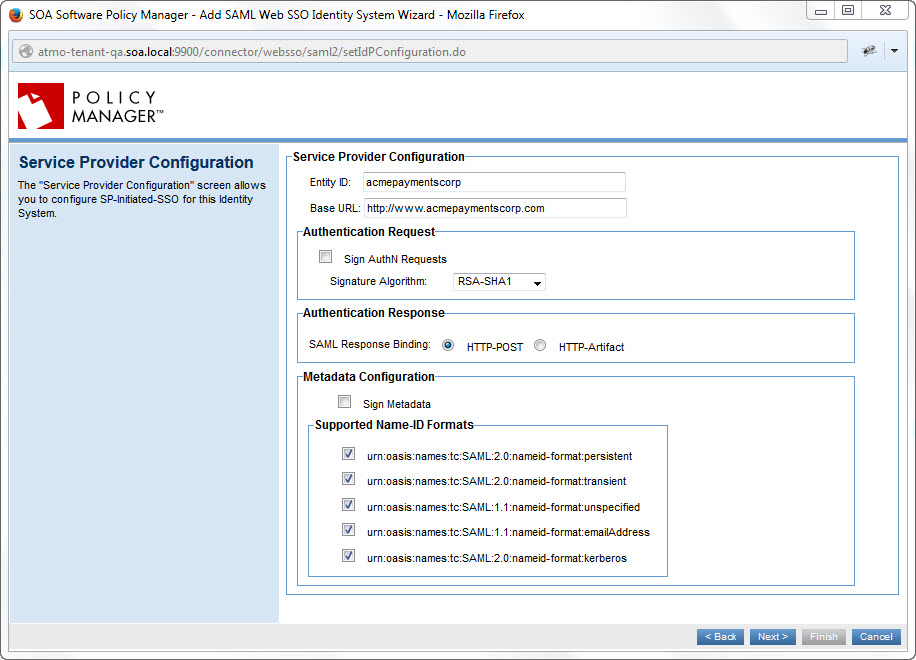 SOA Software Policy Manager - Add SAML Web SSO Identity System Wizard - Mozilla Firefox
atmo-tenant-qa.soa.local:9900/connector/websso/saml2/setIdPConfiguration.do
POLICY
MANAGER™
Service Provider Configuration
The "Service Provider Configuration" screen allows
you to configure SP-Initiated-SSO for this Identity
System.
Service Provider Configuration
Entity ID: acmepaymentscorp
Base URL: http://www.acmepaymentscorp.com
Authentication Request
Sign AuthN Requests
Signature Algorithm: RSA-SHA1
Authentication Response
SAML Response Binding: HTTP-POST HTTP-Artifact
Metadata Configuration
Sign Metadata
Supported Name-ID Formats
urn:oasis:names:tc:SAML:2.0:nameid-format:persistent
urn:oasis:names:tc:SAML:2.0:nameid-format:transient
urn:oasis:names:tc:SAML:1.1:nameid-format:unspecified
urn:oasis:names:tc:SAML:1.1:nameid-format:emailAddress
urn:oasis:names:tc:SAML:2.0:nameid-format:kerberos
< Back Next > Finish Cancel